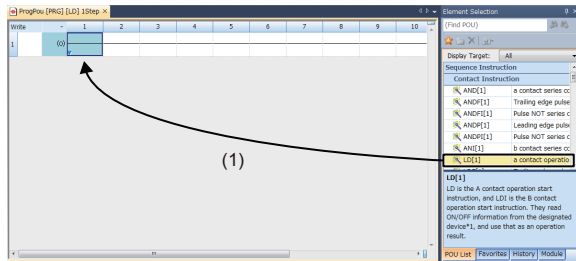 ProgPou [PRG] [LD] 1Step
Write 1 2 3 4 5 6 7 8 9 10
1 (0)
(1)
Element Selection
(Find POU)
Display Target: All
Sequence Instruction
Contact Instruction
AND[1] a contact series cc
ANDF[1] Trailing edge pulse
ANDFI[1] Pulse NOT series c
ANDP[1] Leading edge pulse
ANDPI[1] Pulse NOT series c
ANI[1] b contact series cc
LD[1] a contact operatio
LD[1]
LD is the A contact
operation start
instruction, and LDI is the B contact
operation start instruction. They read
ON/OFF information from the designated
device*1, and use that as an operation
result.
POU List Favorites History Module